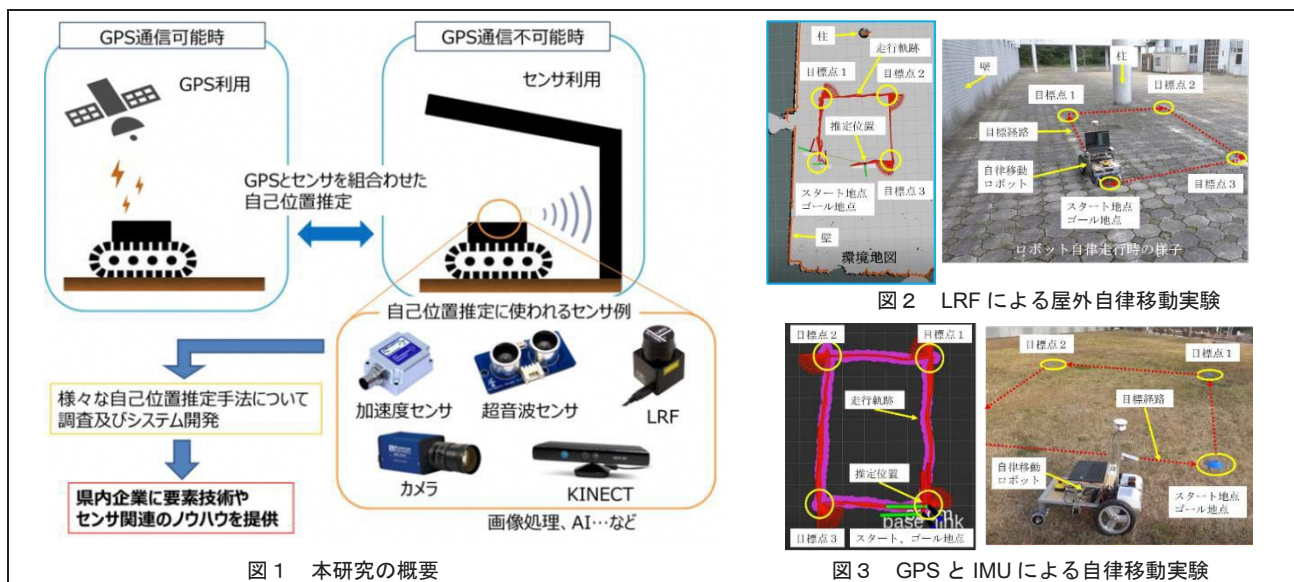 GPS通信可能時
GPS利用
GPS通信不可能時
センサ利用
GPSとセンサを組合わせた
自己位置推定
自己位置推定に使われるセンサ例
加速度センサ
超音波センサ
LRF
カメラ
KINECT
画像処理、AI…など
様々な自己位置推定手法について
調査及びシステム開発
県内企業に要素技術や
センサ関連のノウハウを提供
図1 本研究の概要
柱
走行軌跡
目標点1
目標点2
推定位置
目標点3
スタート地点
ゴール地点
壁
環境地図
壁
柱
目標点1
目標点2
目標経路
自律移動
ロボット
目標点3
スタート地点
ゴール地点
ロボット自律走行時の様子
図2 LRFによる屋外自律移動実験
目標点2
目標点1
走行軌跡
推定位置
base_link
目標点3
スタート、ゴール地点
目標点2
目標点1
目標経路
自律移動
ロボット
スタート地点
ゴール地点
図3 GPSとIMUによる自律移動実験